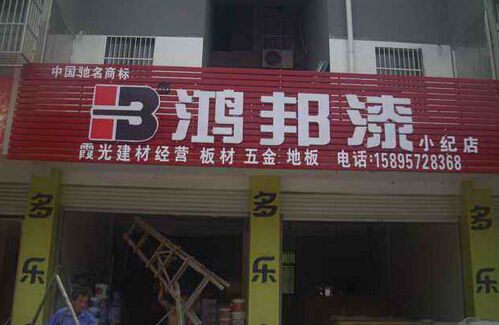 中国驰名商标
B® 鸿邦漆 小纪店
霞光建材经营 板材 五金 地板 电话:15895728368
多乐
多乐
多乐